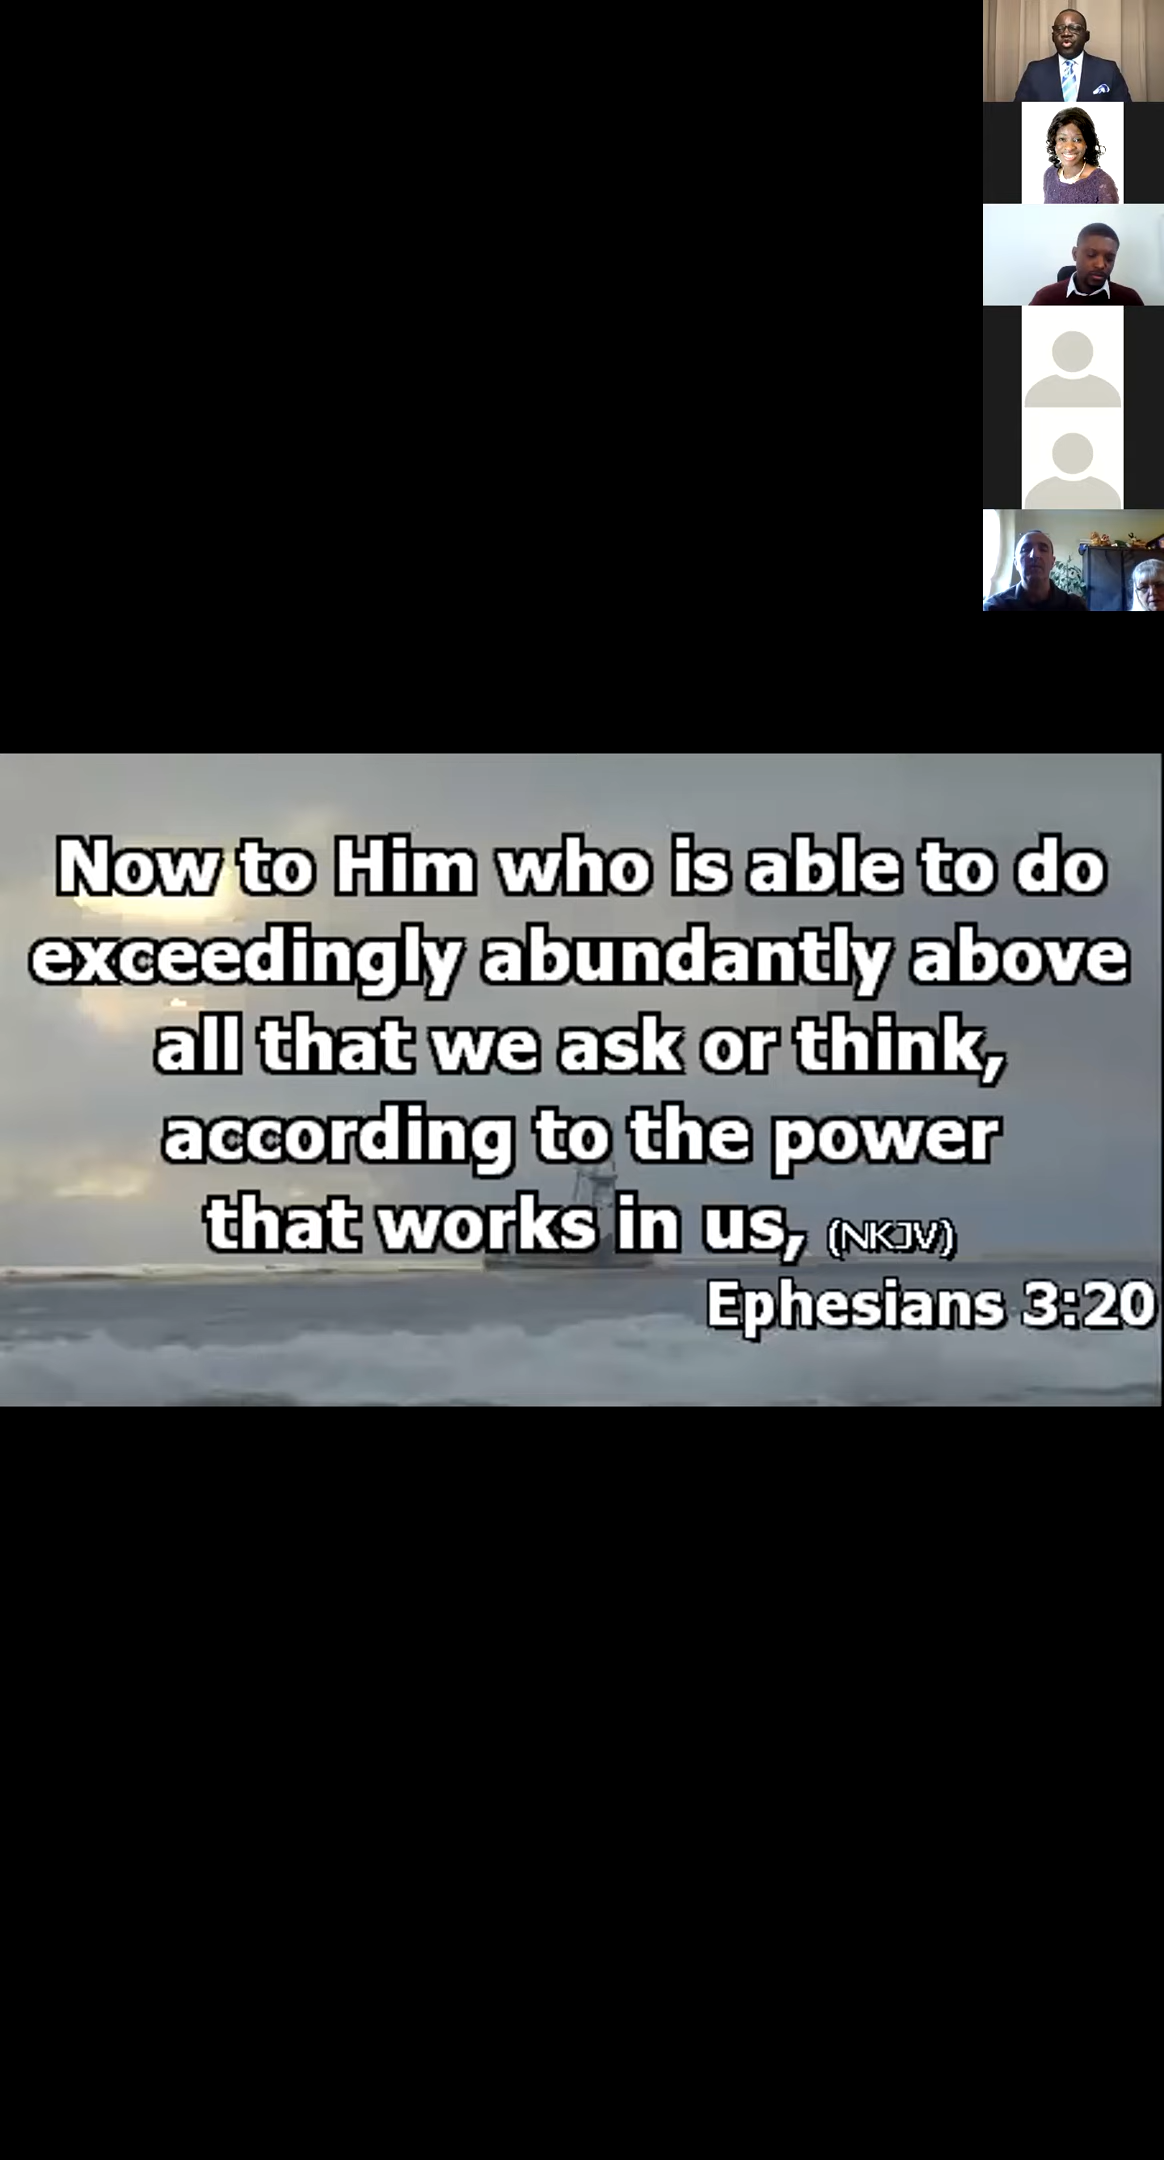 Now to Him who is able to do
exceedingly abundantly above
all that we ask or think,
according to the power
that works in us, (NKJV)
Ephesians 3:20